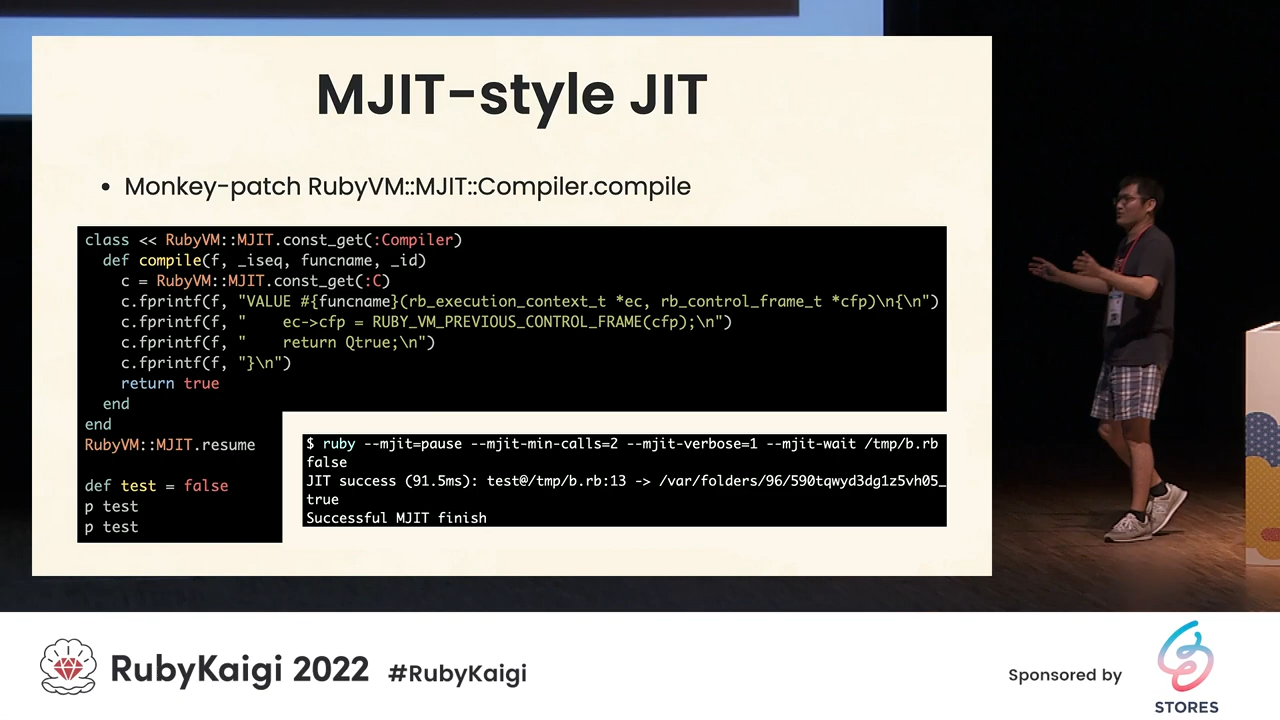 MJIT-style JIT
• Monkey-patch RubyVM::MJIT::Compiler.compile
class << RubyVM::MJIT.const_get(:Compiler)
  def compile(f, _iseq, funcname, _id)
    c = RubyVM::MJIT.const_get(:C)
    c.fprintf(f, "VALUE #{funcname}(rb_execution_context_t *ec, rb_control_frame_t *cfp)\n{\n")
    c.fprintf(f, "    ec->cfp = RUBY_VM_PREVIOUS_CONTROL_FRAME(cfp);\n")
    c.fprintf(f, "    return Qtrue;\n")
    c.fprintf(f, "}\n")
    return true
  end
end
RubyVM::MJIT.resume
def test = false
p test
p test
$ ruby --mjit=pause --mjit-min-calls=2 --mjit-verbose=1 --mjit-wait /tmp/b.rb
false
JIT success (91.5ms): test@/tmp/b.rb:13 -> /var/folders/96/590tqwyd3dg1z5vh05_
true
Successful MJIT finish
RubyKaigi 2022 #RubyKaigi
Sponsored by
STORES